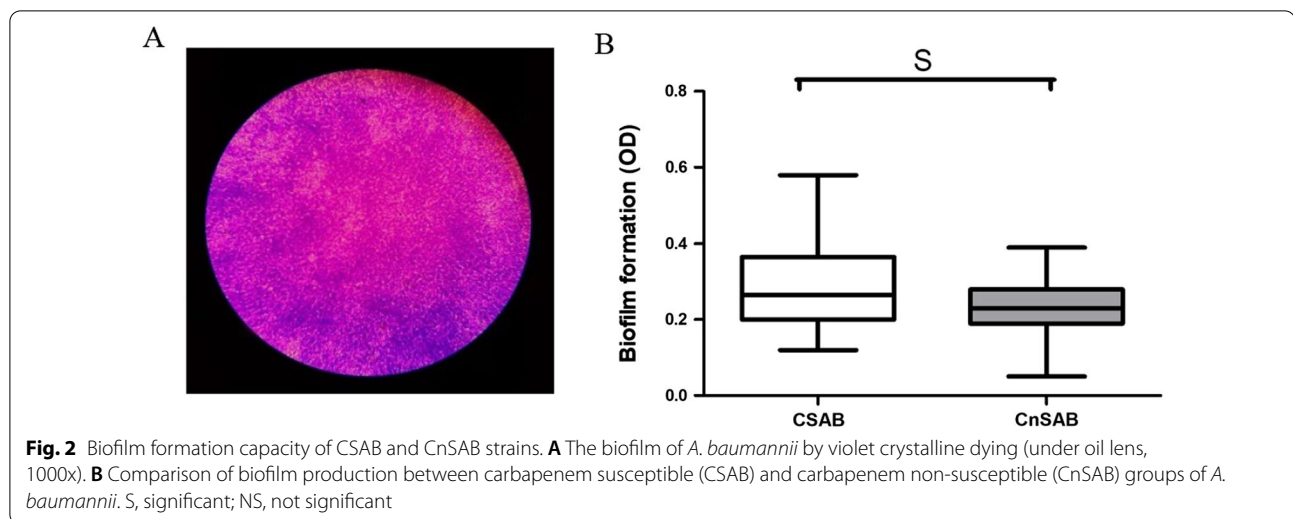 A
B
S
0.8
0.6
0.4
0.2
0.0
Biofilm formation (OD)
CSAB
CnSAB
Fig. 2 Biofilm formation capacity of CSAB and CnSAB strains. A The biofilm of A. baumannii by violet crystalline dying (under oil lens,
1000x). B Comparison of biofilm production between carbapenem susceptible (CSAB) and carbapenem non-susceptible (CnSAB) groups of A.
baumannii. S, significant; NS, not significant